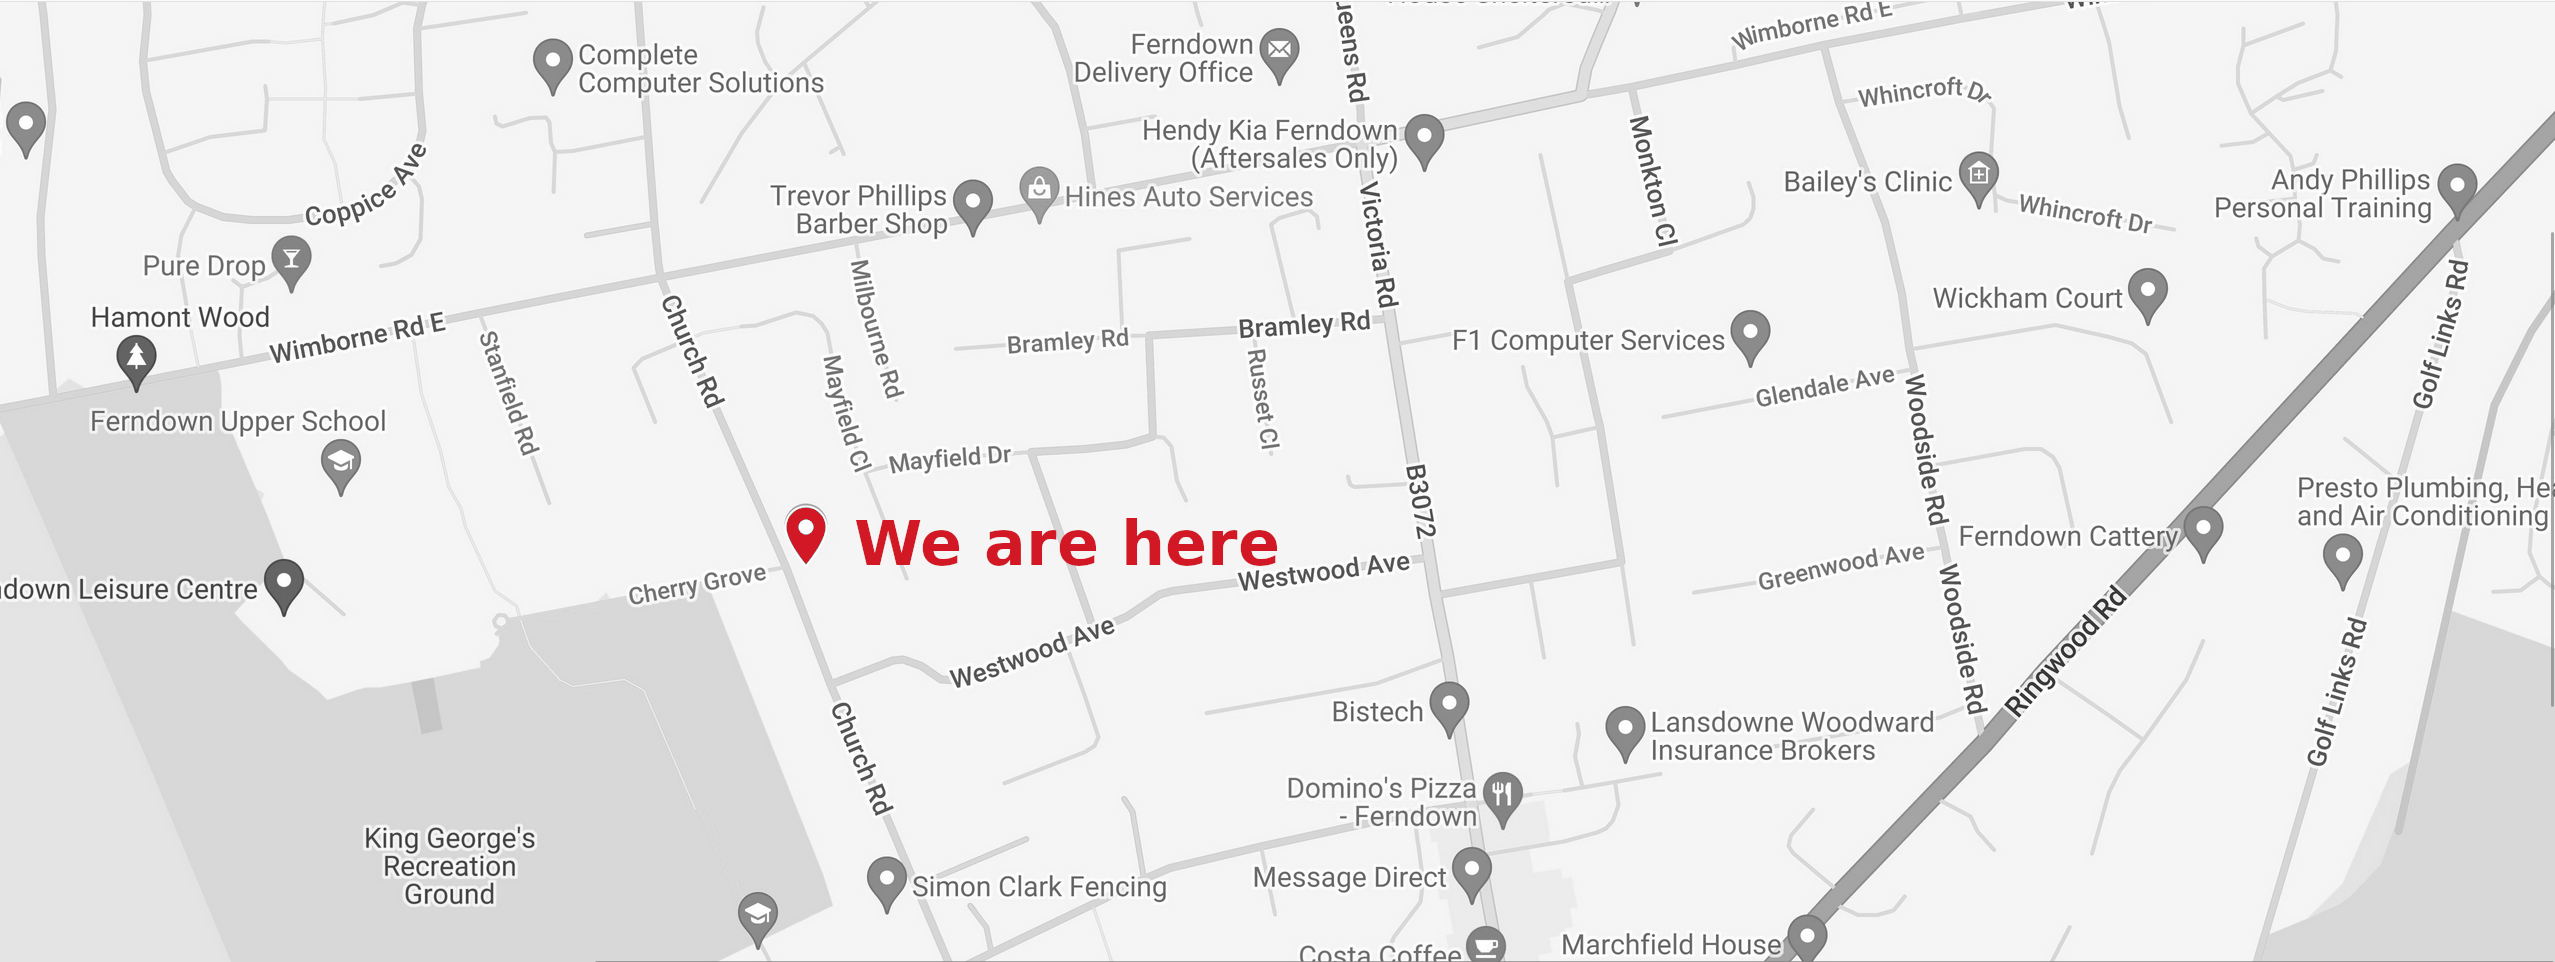 Wimborne Rd E
Complete
Computer Solutions
Ferndown
Delivery Office
Whincroft Dr
Hendy Kia Ferndown
(Aftersales Only)
Monkton Cl
Coppice Ave
Trevor Phillips
Barber Shop
Hines Auto Services
Victoria Rd
Bailey's Clinic
Whincroft Dr
Andy Phillips
Personal Training
Pure Drop
Hamont Wood
Wimborne Rd E
Stanfield Rd
Church Rd
Milbourne Rd
Mayfield Cl
Bramley Rd
Bramley Rd
Russet Cl
F1 Computer Services
Wickham Court
Golf Links Rd
Glendale Ave
Woodside Rd
Ferndown Upper School
Mayfield Dr
B3072
Presto Plumbing, Hea
and Air Conditioning
Ferndown Cattery
We are here
Cherry Grove
Westwood Ave
Greenwood Ave
Woodside Rd
Ringwood Rd
Leisure Centre
Westwood Ave
Golf Links Rd
Church Rd
Bistech
Lansdowne Woodward
Insurance Brokers
Domino's Pizza
- Ferndown
King George's
Recreation
Ground
Simon Clark Fencing
Message Direct
Costa Coffee
Marchfield House